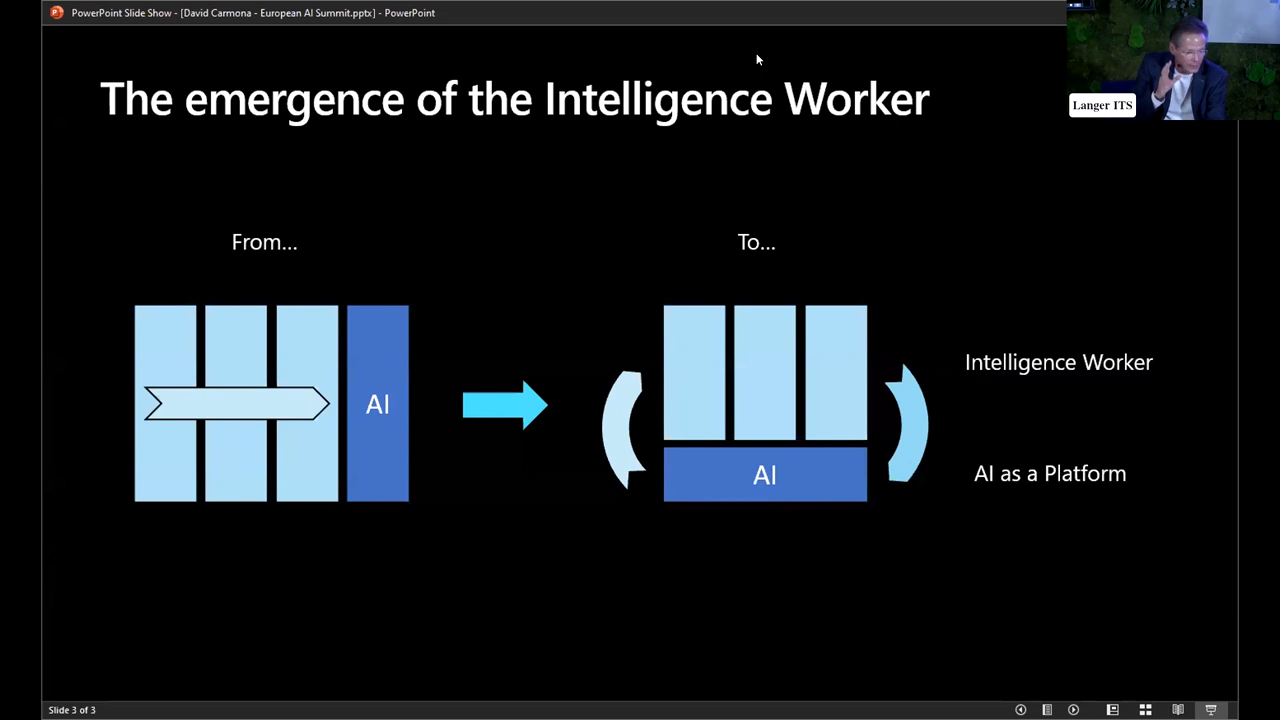 PowerPoint Slide Show - [David Carmona - European AI Summit.pptx] - PowerPoint
The emergence of the Intelligence Worker
Langer ITS
From...
To...
AI
AI
Intelligence Worker
AI as a Platform
Slide 3 of 3